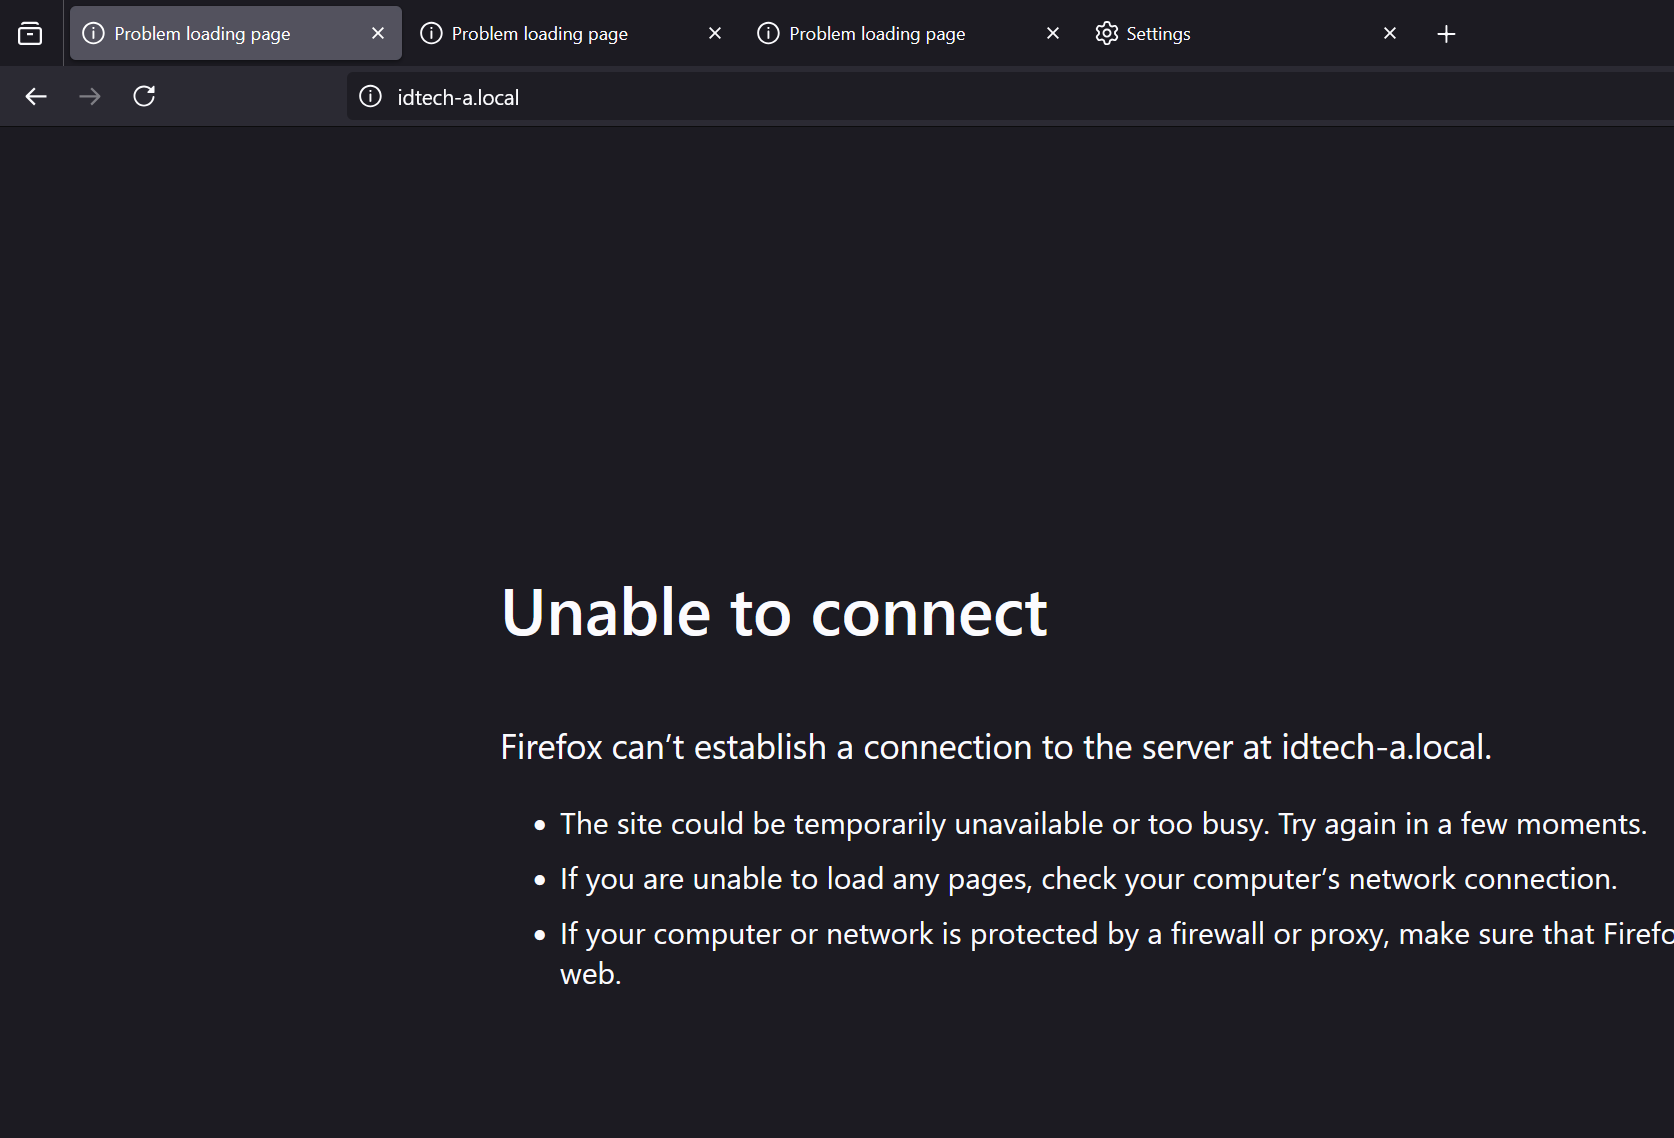 Problem loading page
Problem loading page
Problem loading page
Settings
idtech-a.local
Unable to connect
Firefox can’t establish a connection to the server at idtech-a.local.
• The site could be temporarily unavailable or too busy. Try again in a few moments.
• If you are unable to load any pages, check your computer’s network connection.
• If your computer or network is protected by a firewall or proxy, make sure that Firefo
web.